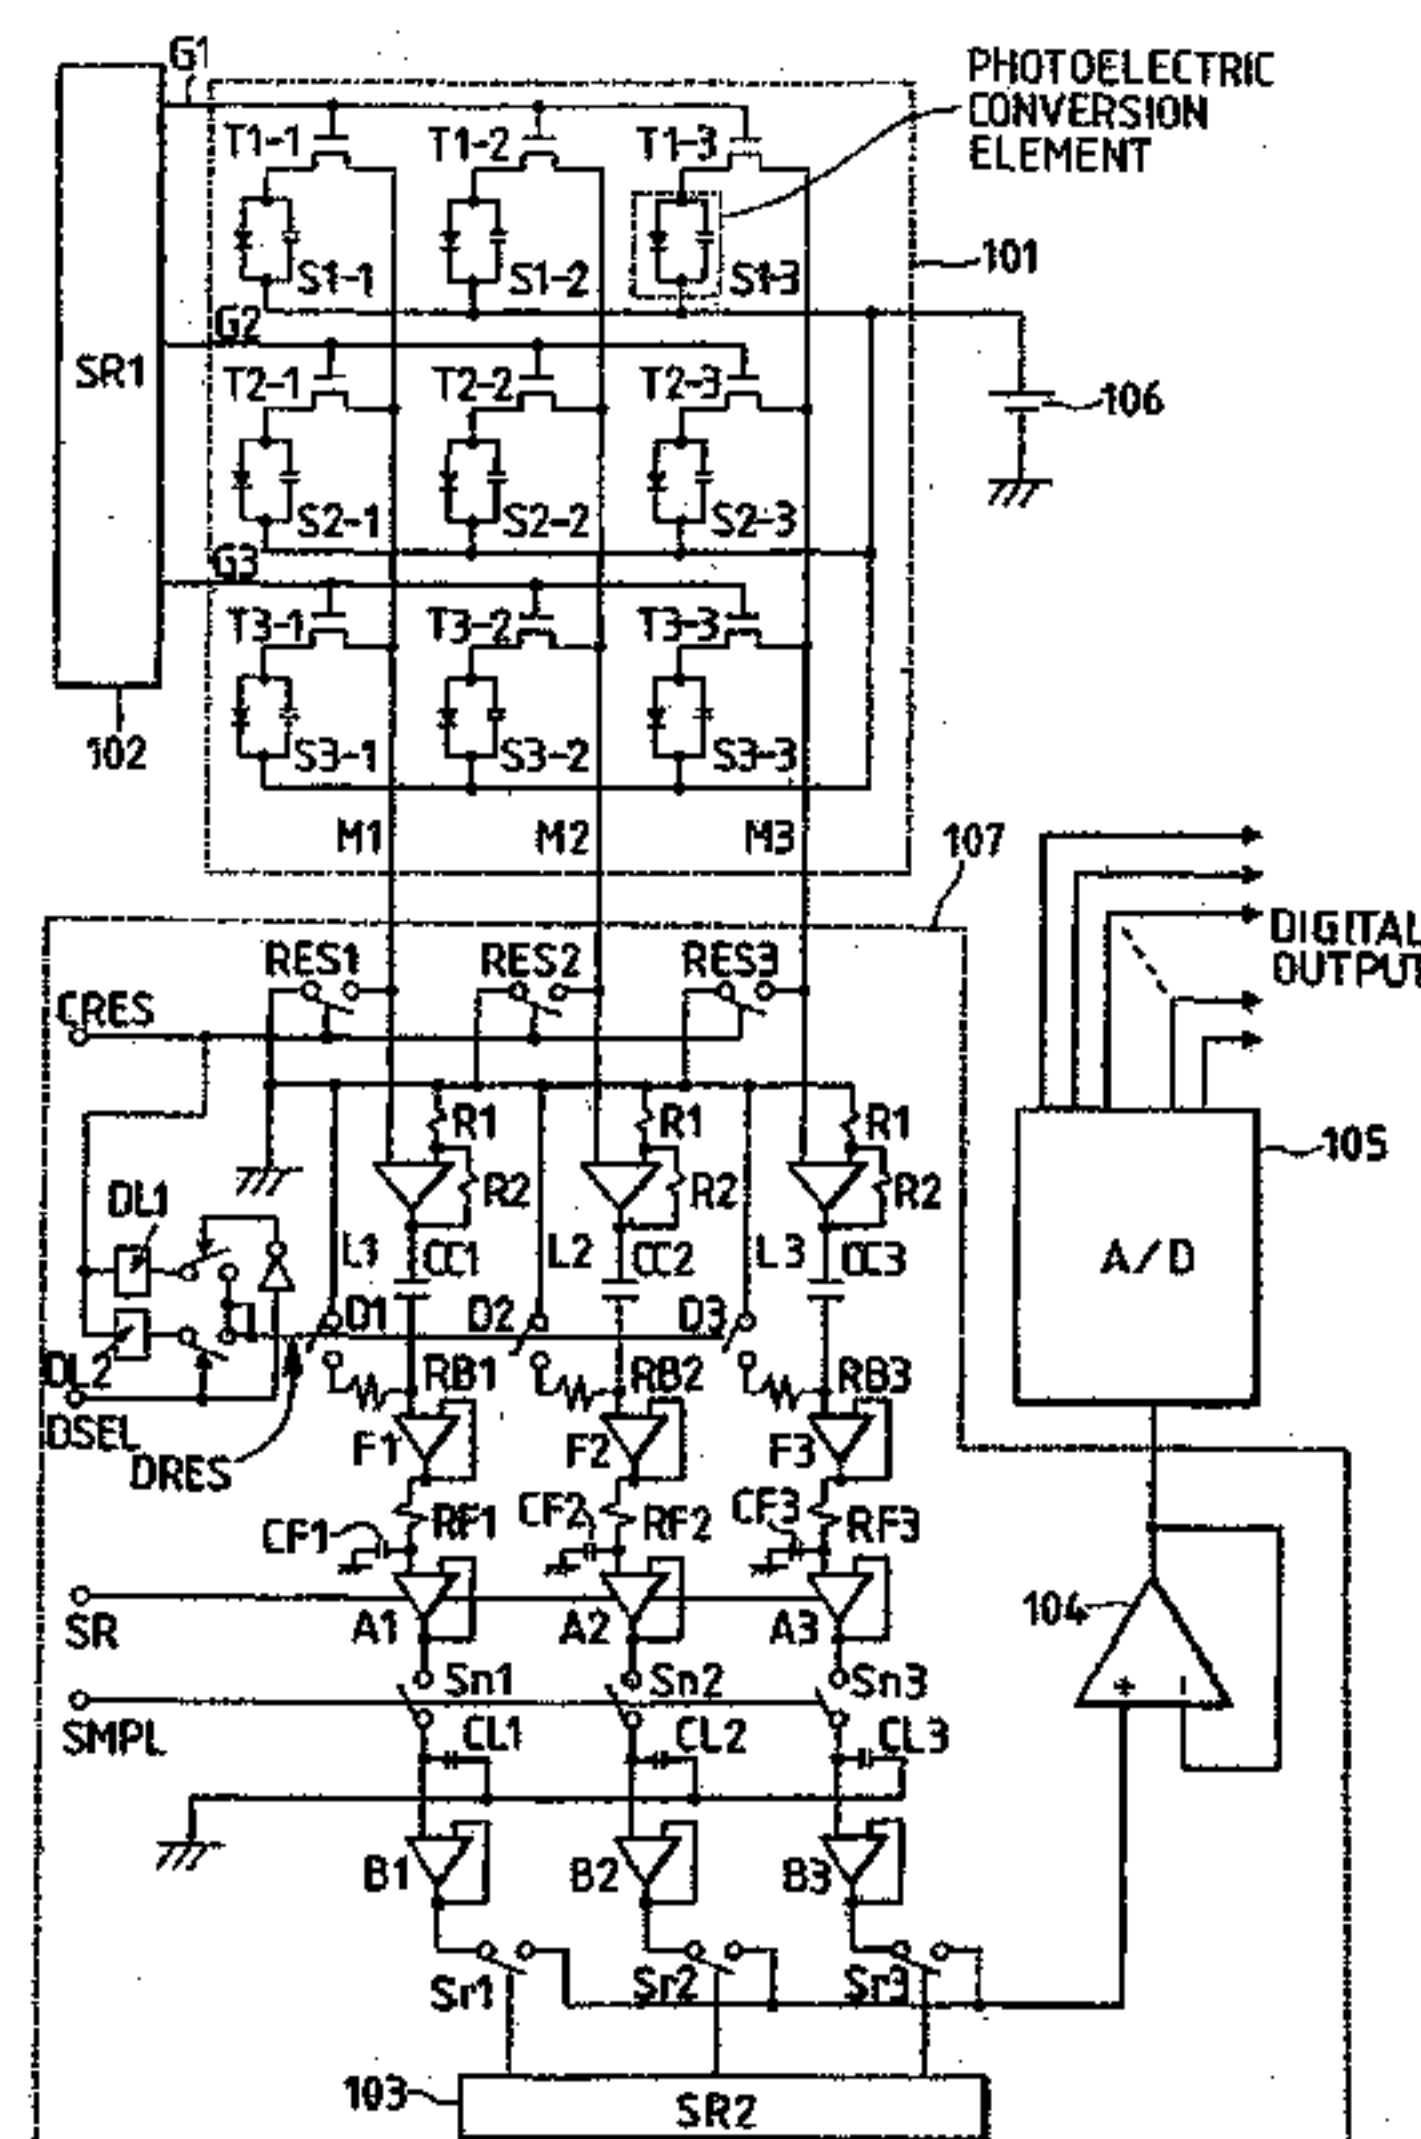 G1
PHOTOELECTRIC
CONVERSION
ELEMENT
T1-1 T1-2 T1-3
101
S1-1 S1-2 S1-3
G2
SR1
T2-1 T2-2 T2-3
106
S2-1 S2-2 S2-3
G3
T3-1 T3-2 T3-3
102
S3-1 S3-2 S3-3
M1 M2 M3
107
DIGITAL
OUTPUT
RES1 RES2 RES3
CRES
R1 R1 R1
105
DL1
R2 R2 R2
L1 CC1 L2 CC2 L3 CC3
A/D
D1 D2 D3
DL2
RB1 RB2 RB3
DSEL
F1 F2 F3
DRES
CF1 RF1 CF2 RF2 CF3 RF3
104
SR
A1 A2 A3
Sn1 Sn2 Sn3
+ -
SMPL
CL1 CL2 CL3
B1 B2 B3
Sr1 Sr2 Sr3
103
SR2